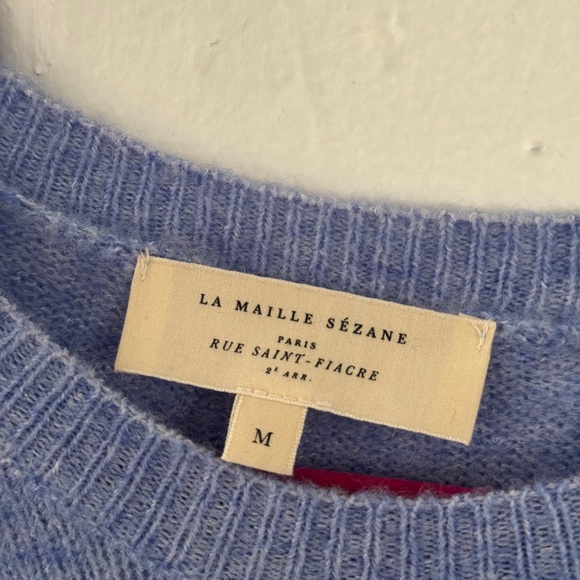 LA MAILLE SÉZANE
PARIS
RUE SAINT-FIACRE
2ᴱ ARR.
M